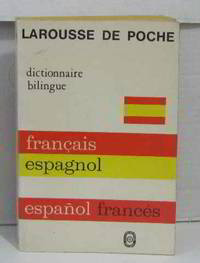 LAROUSSE DE POCHE
dictionnaire
bilingue
français
espagnol
español francés